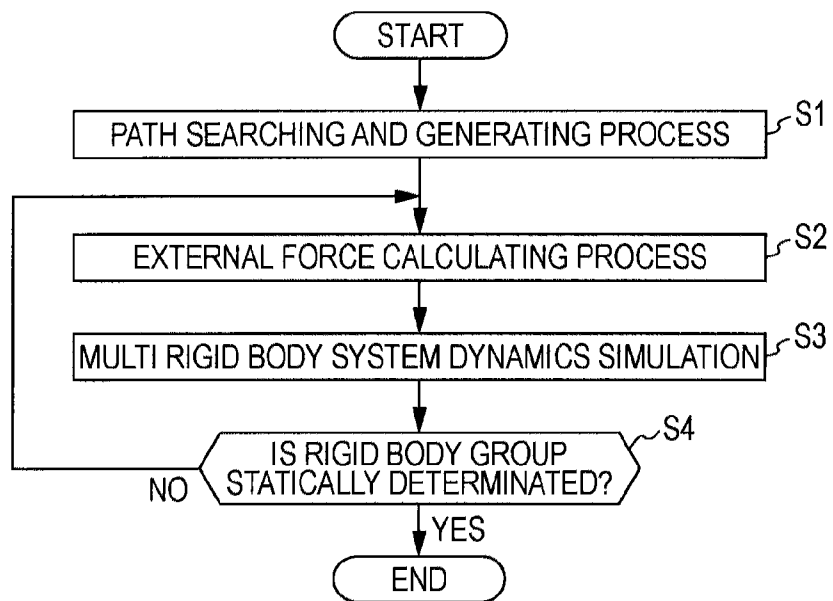 START
S1
PATH SEARCHING AND GENERATING PROCESS
S2
EXTERNAL FORCE CALCULATING PROCESS
S3
MULTI RIGID BODY SYSTEM DYNAMICS SIMULATION
S4
IS RIGID BODY GROUP
STATICALLY DETERMINED?
NO
YES
END